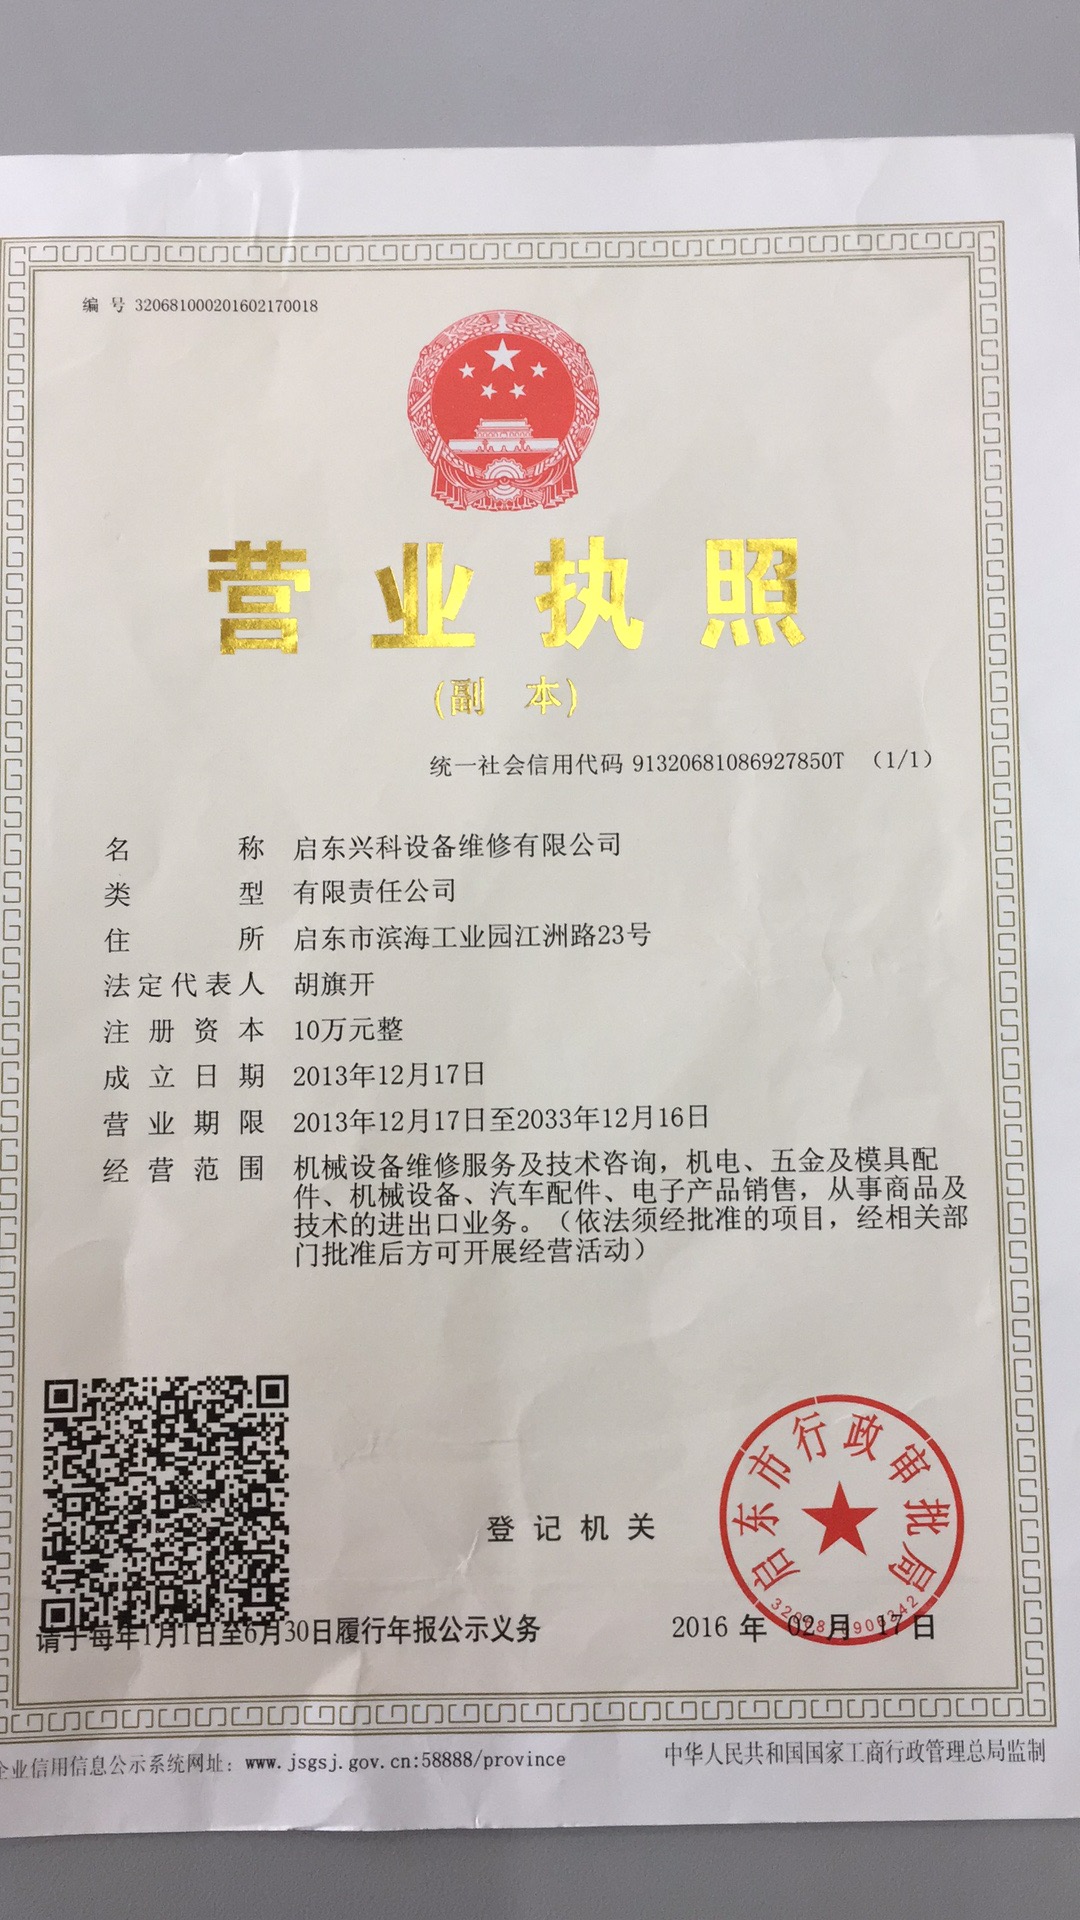 编 号 320681000201602170018
营业执照
(副 本)
统一社会信用代码 91320681086927850T （1/1）
名 称 启东兴科设备维修有限公司
类 型 有限责任公司
住 所 启东市滨海工业园江洲路23号
法定代表人 胡旗开
注册资本 10万元整
成立日期 2013年12月17日
营业期限 2013年12月17日至2033年12月16日
经营范围 机械设备维修服务及技术咨询，机电、五金及模具配
件、机械设备、汽车配件、电子产品销售，从事商品及
技术的进出口业务。（依法须经批准的项目，经相关部
门批准后方可开展经营活动）
启东市行政审批局
登记机关
请于每年1月1日至6月30日履行年报公示义务
2016 年 02 月 17 日
企业信用信息公示系统网址：www.jsgsj.gov.cn:58888/province
中华人民共和国国家工商行政管理总局监制